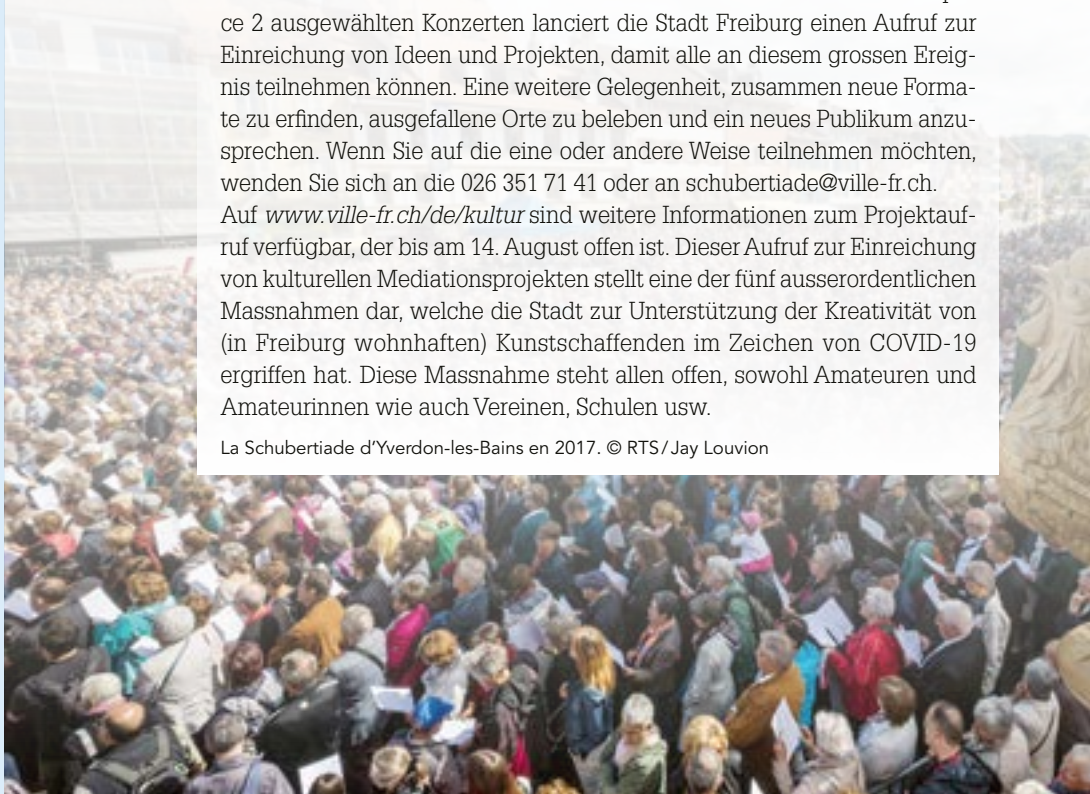 ce 2 ausgewählten Konzerten lanciert die Stadt Freiburg einen Aufruf zur
Einreichung von Ideen und Projekten, damit alle an diesem grossen Ereig-
nis teilnehmen können. Eine weitere Gelegenheit, zusammen neue Forma-
te zu erfinden, ausgefallene Orte zu beleben und ein neues Publikum anzu-
sprechen. Wenn Sie auf die eine oder andere Weise teilnehmen möchten,
wenden Sie sich an die 026 351 71 41 oder an schubertiade@ville-fr.ch.
Auf www.ville-fr.ch/de/kultur sind weitere Informationen zum Projektauf-
ruf verfügbar, der bis am 14. August offen ist. Dieser Aufruf zur Einreichung
von kulturellen Mediationsprojekten stellt eine der fünf ausserordentlichen
Massnahmen dar, welche die Stadt zur Unterstützung der Kreativität von
(in Freiburg wohnhaften) Kunstschaffenden im Zeichen von COVID-19
ergriffen hat. Diese Massnahme steht allen offen, sowohl Amateuren und
Amateurinnen wie auch Vereinen, Schulen usw.
La Schubertiade d'Yverdon-les-Bains en 2017. © RTS/Jay Louvion